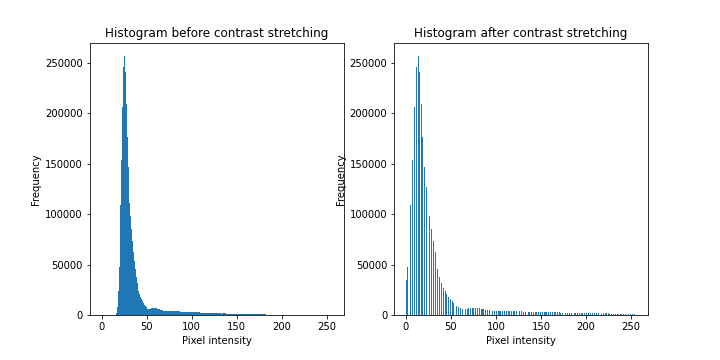 Histogram before contrast stretching
Histogram after contrast stretching
250000
200000
150000
100000
50000
0
Frequency
0 50 100 150 200 250
Pixel intensity
250000
200000
150000
100000
50000
0
Frequency
0 50 100 150 200 250
Pixel intensity